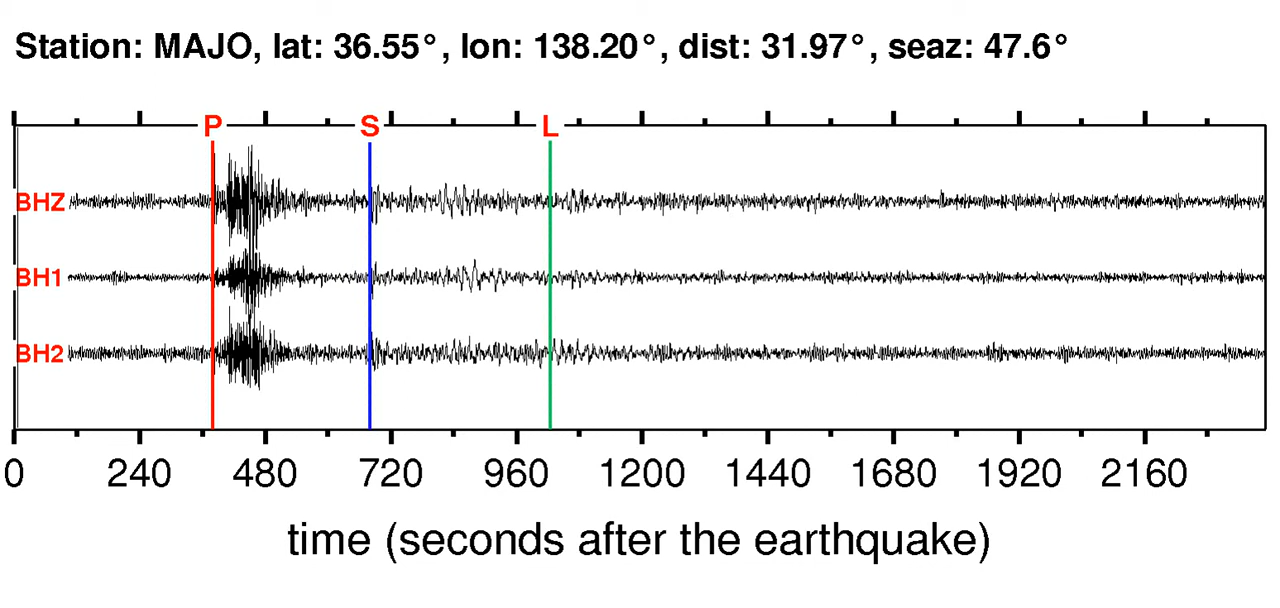 Station: MAJO, lat: 36.55°, lon: 138.20°, dist: 31.97°, seaz: 47.6°
P S L
BHZ
BH1
BH2
0 240 480 720 960 1200 1440 1680 1920 2160
time (seconds after the earthquake)